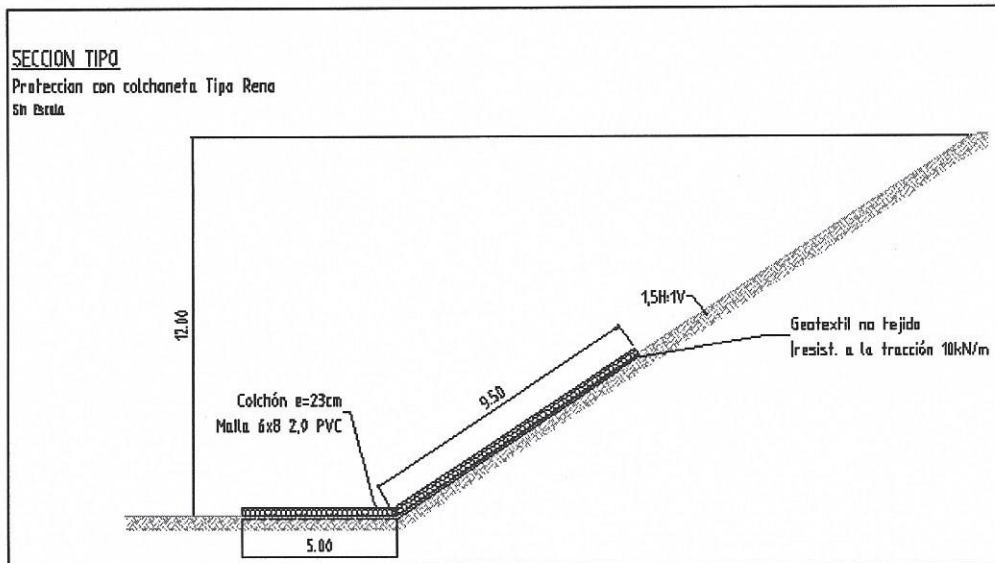 SECCION TIPO
Proteccion con colchoneta Tipo Reno
Sin Escala
12.00
1,5H:1V
Geotextil no tejido
resist. a la tracción 10kN/m
9.50
Colchón e=23cm
Malla 6x8 2,0 PVC
5.00